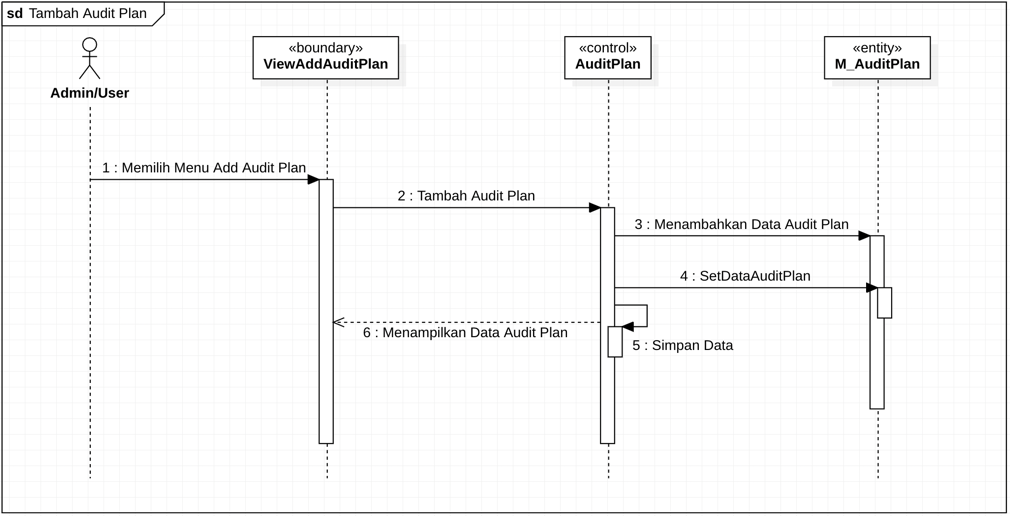 sd Tambah Audit Plan
Admin/User
«boundary»
ViewAddAuditPlan
«control»
AuditPlan
«entity»
M_AuditPlan
1 : Memilih Menu Add Audit Plan
2 : Tambah Audit Plan
3 : Menambahkan Data Audit Plan
4 : SetDataAuditPlan
6 : Menampilkan Data Audit Plan
5 : Simpan Data